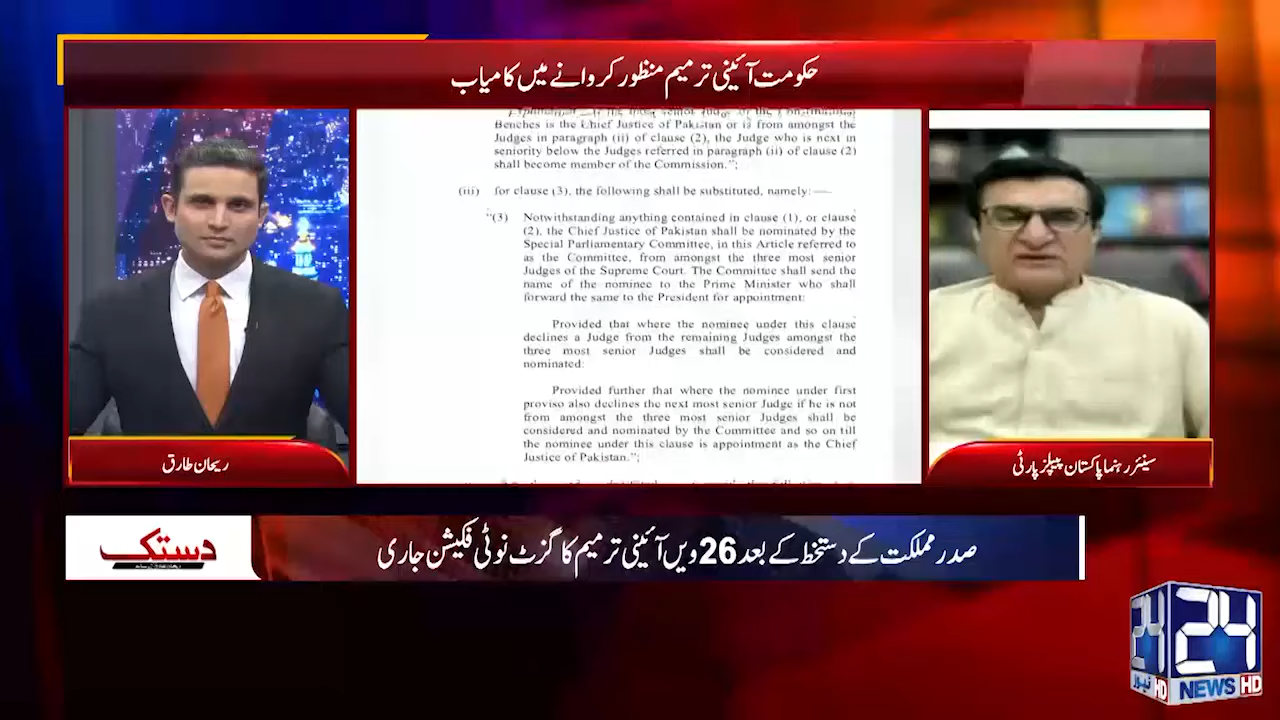 حکومت آئینی ترمیم منظور کروانے میں کامیاب
Benches is the Chief Justice of Pakistan or is from amongst the
Judges in paragraph (ii) of clause (2), the Judge who is next in
seniority below the Judges referred in paragraph (ii) of clause (2)
shall become member of the Commission.";
(iii) for clause (3), the following shall be substituted, namely:—
"(3) Notwithstanding anything contained in clause (1), or clause
(2), the Chief Justice of Pakistan shall be nominated by the
Special Parliamentary Committee, in this Article referred to
as the Committee, from amongst the three most senior
Judges of the Supreme Court. The Committee shall send the
name of the nominee to the Prime Minister who shall
forward the same to the President for appointment:
Provided that where the nominee under this clause
declines a Judge from the remaining Judges amongst the
three most senior Judges shall be considered and
nominated:
Provided further that where the nominee under first
proviso also declines the next most senior Judge if he is not
from amongst the three most senior Judges shall be
considered and nominated by the Committee and so on till
the nominee under this clause is appointment as the Chief
Justice of Pakistan.";
ریحان طارق
سینئر رہنما پاکستان پیپلز پارٹی
دستک
صدر مملکت کے دستخط کے بعد 26 ویں آئینی ترمیم کا گزٹ نوٹی فکیشن جاری
24
نیوز HD
24
NEWS HD